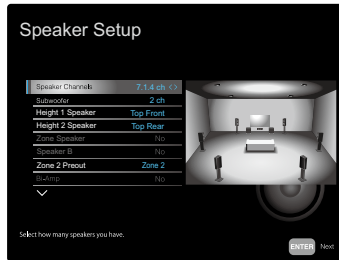 Speaker Setup
Speaker Channels 7.1.4 ch < >
Subwoofer 2 ch
Height 1 Speaker Top Front
Height 2 Speaker Top Rear
Zone Speaker No
Speaker B No
Zone 2 Preout Zone 2
Bi-Amp No
Select how many speakers you have.
ENTER Next